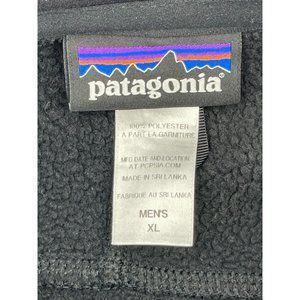 patagonia®
100% POLYESTER
A PART LA GARNITURE
MFD DATE AND LOCATION
AT PCPSIA.COM
MADE IN SRI LANKA
FABRIQUE AU SRI LANKA
MEN'S
XL